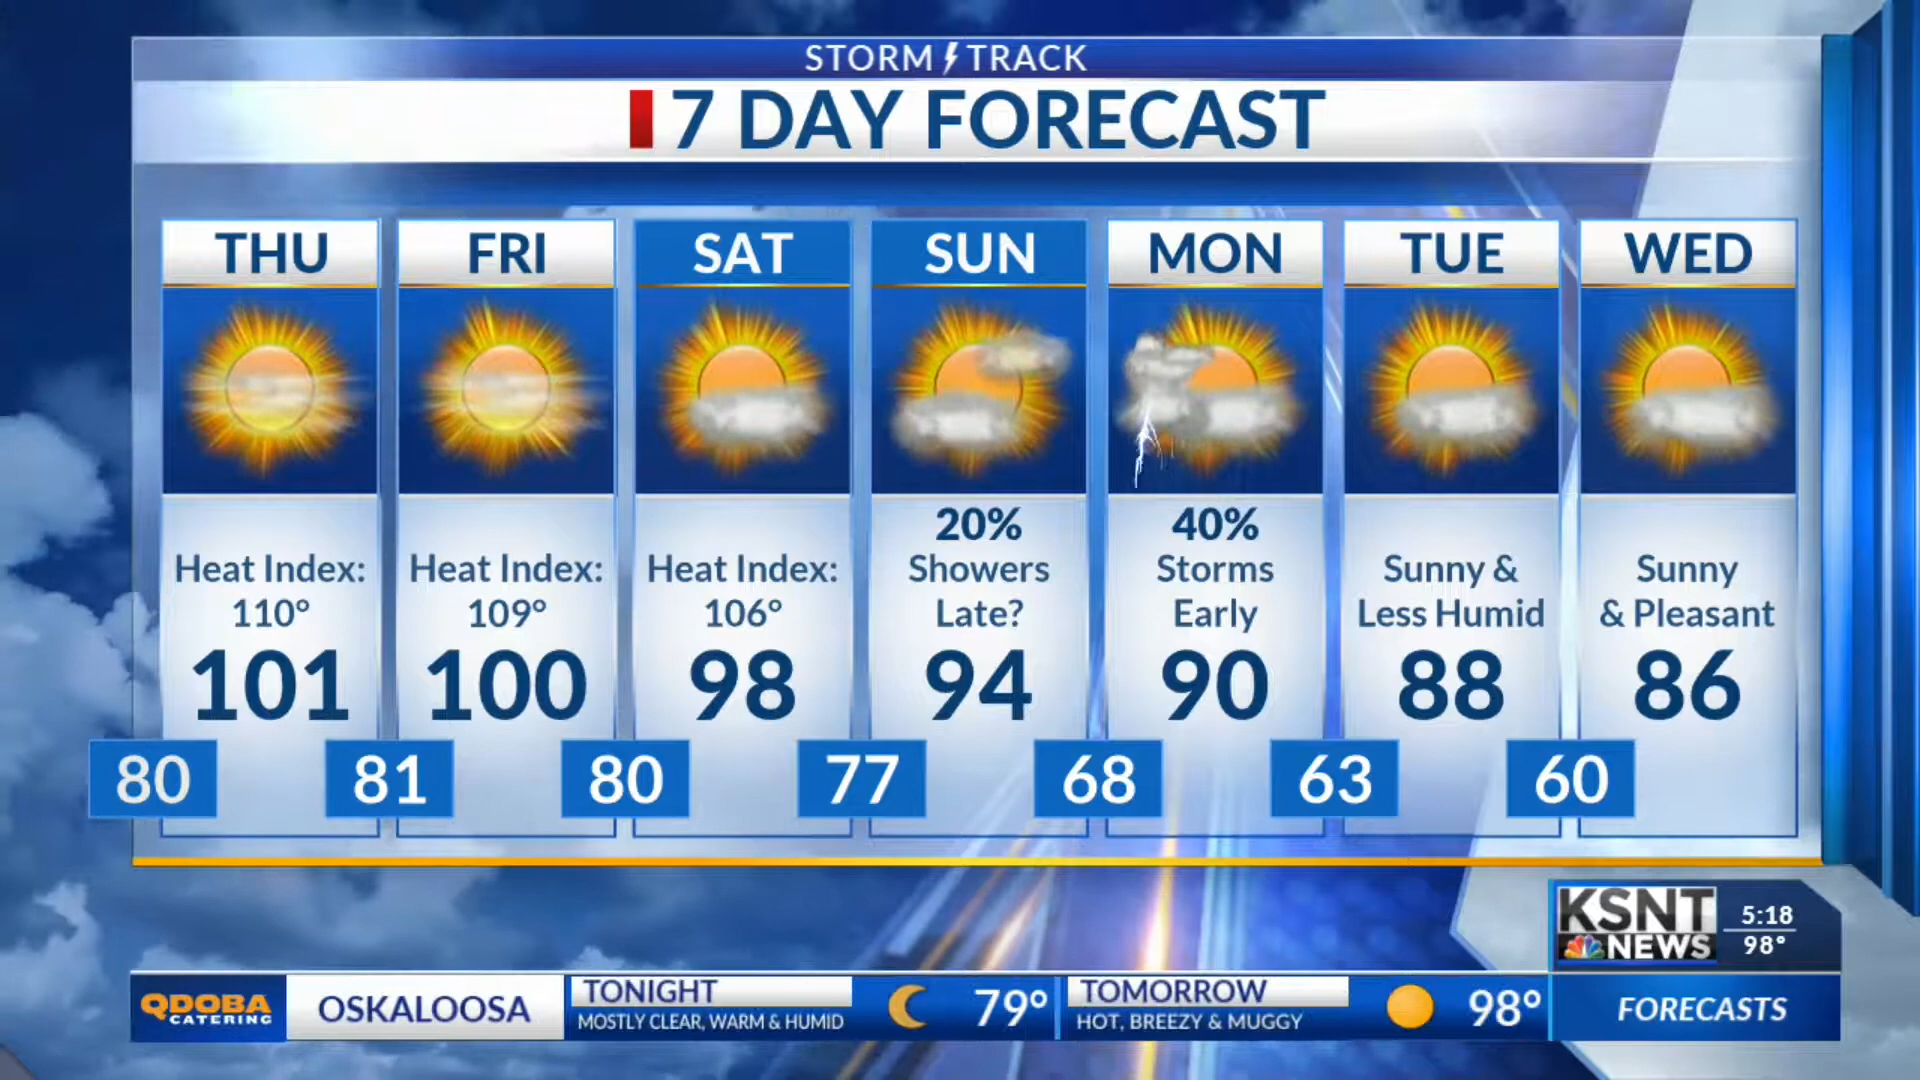 STORM TRACK
7 DAY FORECAST
THU FRI SAT SUN MON TUE WED
20% 40%
Heat Index: Heat Index: Heat Index: Showers Storms Sunny & Sunny
110° 109° 106° Late? Early Less Humid & Pleasant
101 100 98 94 90 88 86
80 81 80 77 68 63 60
KSNT
NEWS
5:18
98°
QDOBA
CATERING
OSKALOOSA
TONIGHT
MOSTLY CLEAR, WARM & HUMID
79°
TOMORROW
HOT, BREEZY & MUGGY
98°
FORECASTS